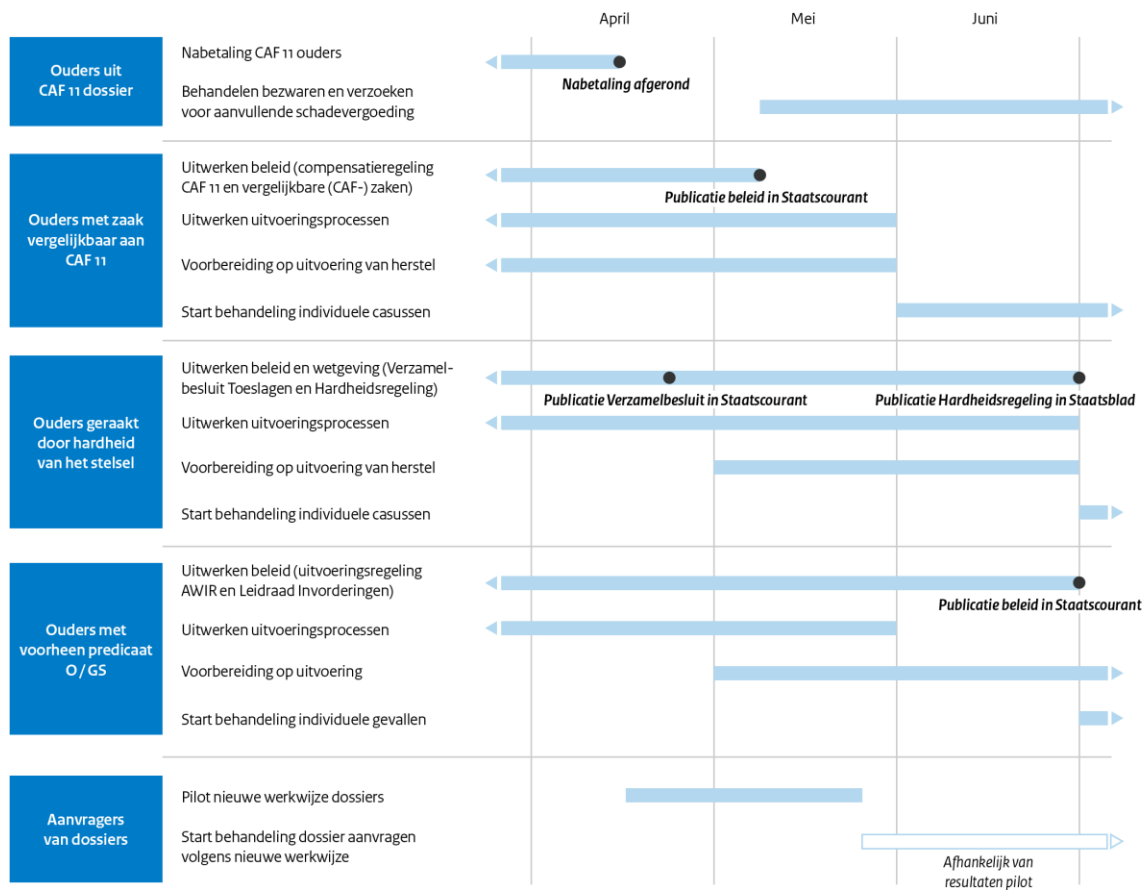 April
Mei
Juni
Ouders uit
CAF 11 dossier
Nabetaling CAF 11 ouders
Nabetaling afgerond
Behandelen bezwaren en verzoeken
voor aanvullende schadevergoeding
Ouders met zaak
vergelijkbaar aan
CAF 11
Uitwerken beleid (compensatieregeling
CAF 11 en vergelijkbare (CAF-) zaken)
Publicatie beleid in Staatscourant
Uitwerken uitvoeringsprocessen
Voorbereiding op uitvoering van herstel
Start behandeling individuele casussen
Ouders geraakt
door hardheid
van het stelsel
Uitwerken beleid en wetgeving (Verzamel-
besluit Toeslagen en Hardheidsregeling)
Publicatie Verzamelbesluit in Staatscourant
Publicatie Hardheidsregeling in Staatsblad
Uitwerken uitvoeringsprocessen
Voorbereiding op uitvoering van herstel
Start behandeling individuele casussen
Ouders met
voorheen predicaat
O / GS
Uitwerken beleid (uitvoeringsregeling
AWIR en Leidraad Invorderingen)
Publicatie beleid in Staatscourant
Uitwerken uitvoeringsprocessen
Voorbereiding op uitvoering
Start behandeling individuele gevallen
Aanvragers
van dossiers
Pilot nieuwe werkwijze dossiers
Start behandeling dossier aanvragen
volgens nieuwe werkwijze
Afhankelijk van
resultaten pilot